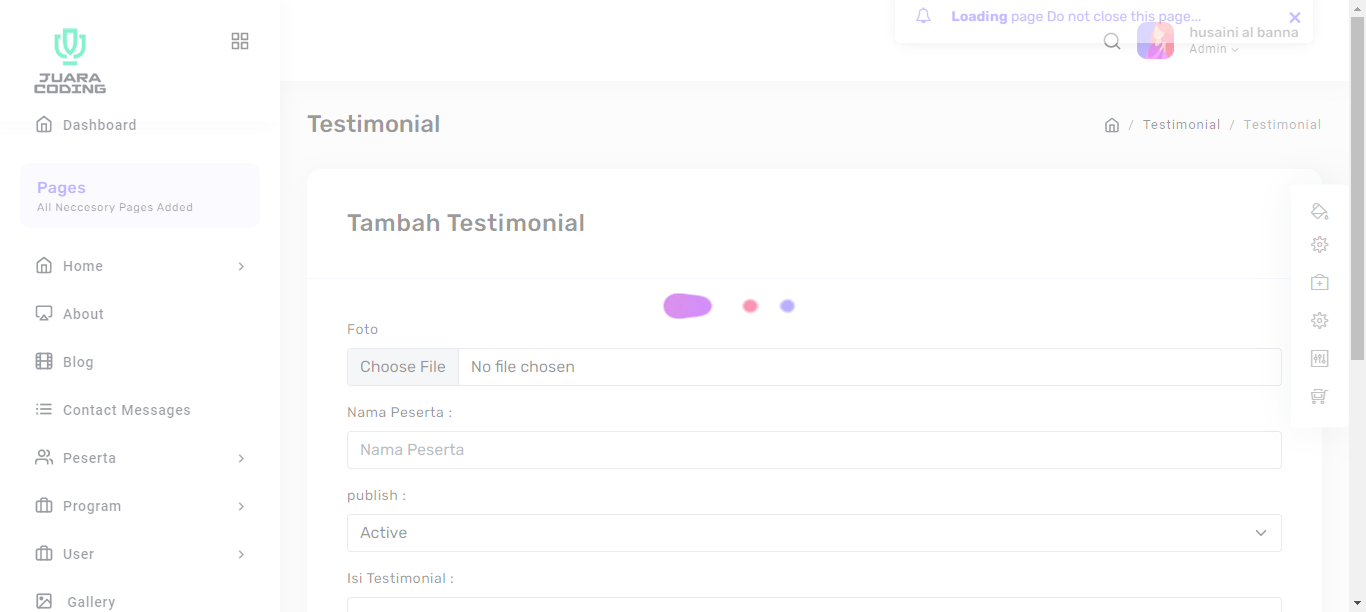 JUARA
CODING
Loading page Do not close this page...
husaini al banna
Admin
Dashboard
Pages
All Neccesory Pages Added
Home
About
Blog
Contact Messages
Peserta
Program
User
Gallery
Testimonial
/ Testimonial / Testimonial
Tambah Testimonial
Foto
Choose File No file chosen
Nama Peserta :
Nama Peserta
publish :
Active
Isi Testimonial :